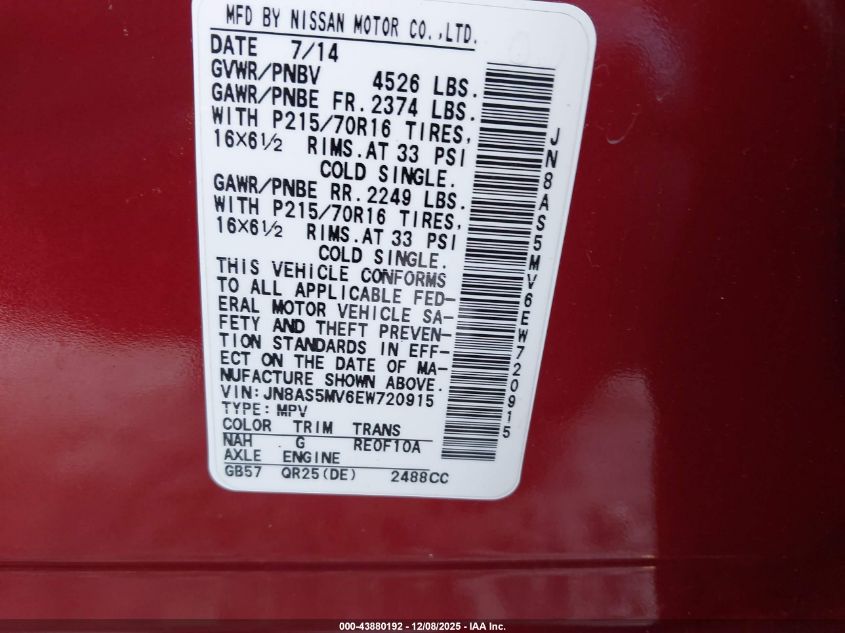 MFD BY NISSAN MOTOR CO.,LTD.
DATE 7/14
GVWR/PNBV 4526 LBS.
GAWR/PNBE FR.2374 LBS.
WITH P215/70R16 TIRES,
16X6½ RIMS.AT 33 PSI
COLD SINGLE.
GAWR/PNBE RR.2249 LBS.
WITH P215/70R16 TIRES,
16X6½ RIMS.AT 33 PSI
COLD SINGLE.
THIS VEHICLE CONFORMS
TO ALL APPLICABLE FED-
ERAL MOTOR VEHICLE SA-
FETY AND THEFT PREVEN-
TION STANDARDS IN EFF-
ECT ON THE DATE OF MA-
NUFACTURE SHOWN ABOVE.
VIN:JN8AS5MV6EW720915
TYPE:MPV
COLOR TRIM TRANS
NAH G RE0F10A
AXLE ENGINE
GB57 QR25(DE) 2488CC
JN8AS5MV6EW720915
000-43880192 - 12/08/2025 - IAA Inc.